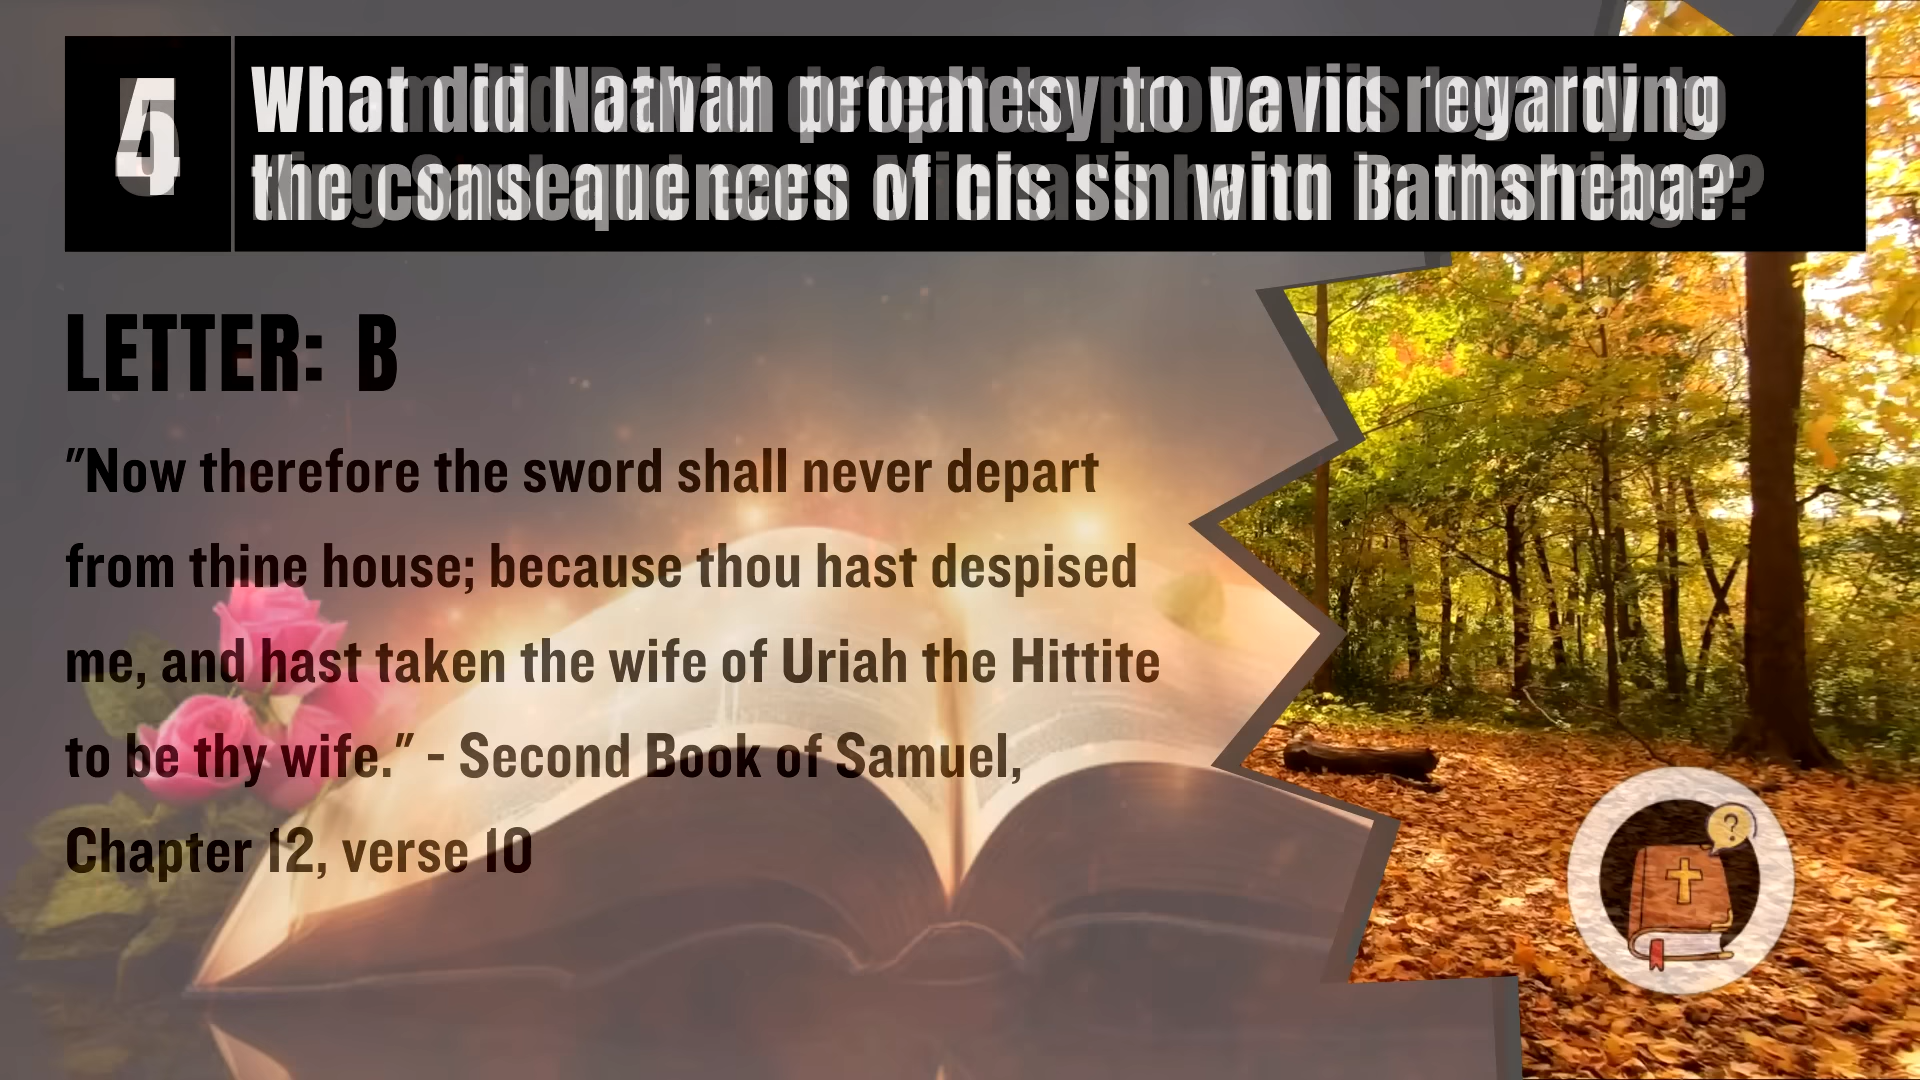 4
What did Nathan prophesy to David regarding
the consequences of his sin with Bathsheba?
LETTER: B
"Now therefore the sword shall never depart
from thine house; because thou hast despised
me, and hast taken the wife of Uriah the Hittite
to be thy wife." - Second Book of Samuel,
Chapter 12, verse 10
?